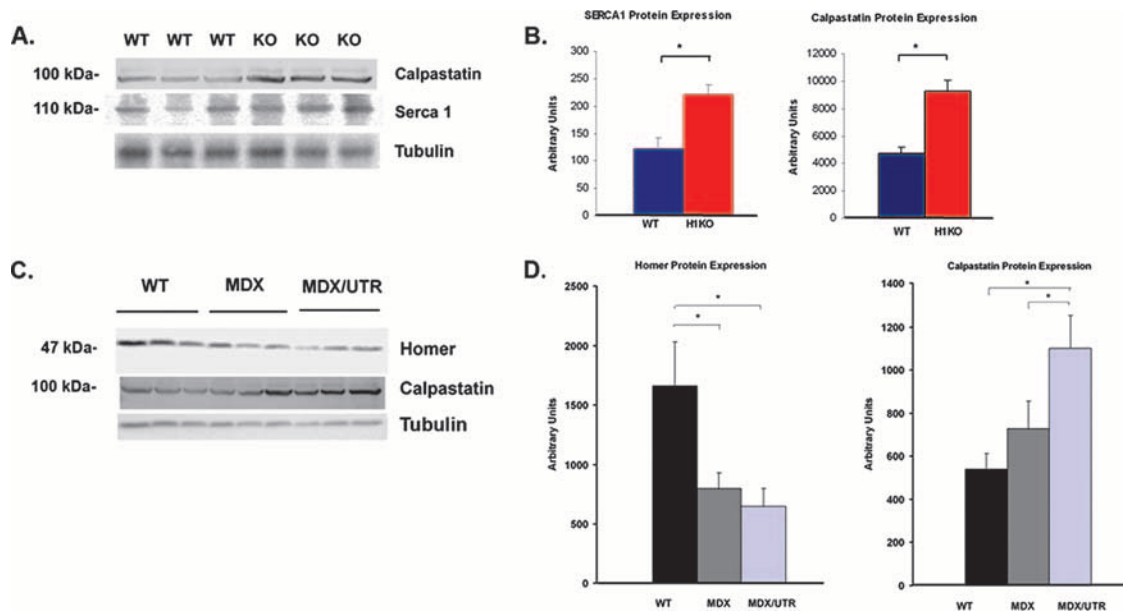 A.
WT WT WT KO KO KO
100 kDa- Calpastatin
110 kDa- Serca 1
Tubulin
B.
SERCA1 Protein Expression
Arbitrary Units
300
250
200
150
100
50
0
*
WT H1KO
Calpastatin Protein Expression
Arbitrary Units
12000
10000
8000
6000
4000
2000
0
*
WT H1KO
C.
WT MDX MDX/UTR
47 kDa- Homer
100 kDa- Calpastatin
Tubulin
D.
Homer Protein Expression
Arbitrary Units
2500
2000
1500
1000
500
0
*
*
WT MDX MDX/UTR
Calpastatin Protein Expression
Arbitrary Units
1400
1200
1000
800
600
400
200
0
*
*
WT MDX MDX/UTR